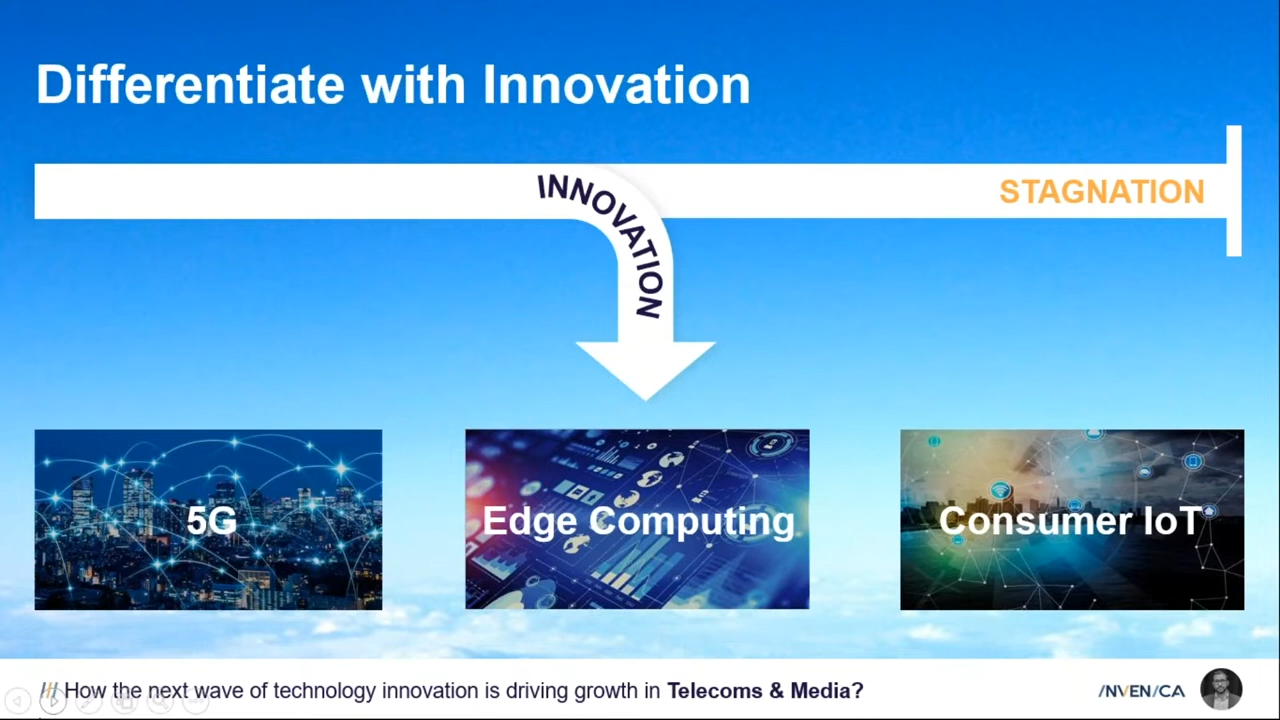 Differentiate with Innovation
INNOVATION
STAGNATION
5G
Edge Computing
Consumer IoT
/// How the next wave of technology innovation is driving growth in Telecoms & Media?
/NVEN/CA